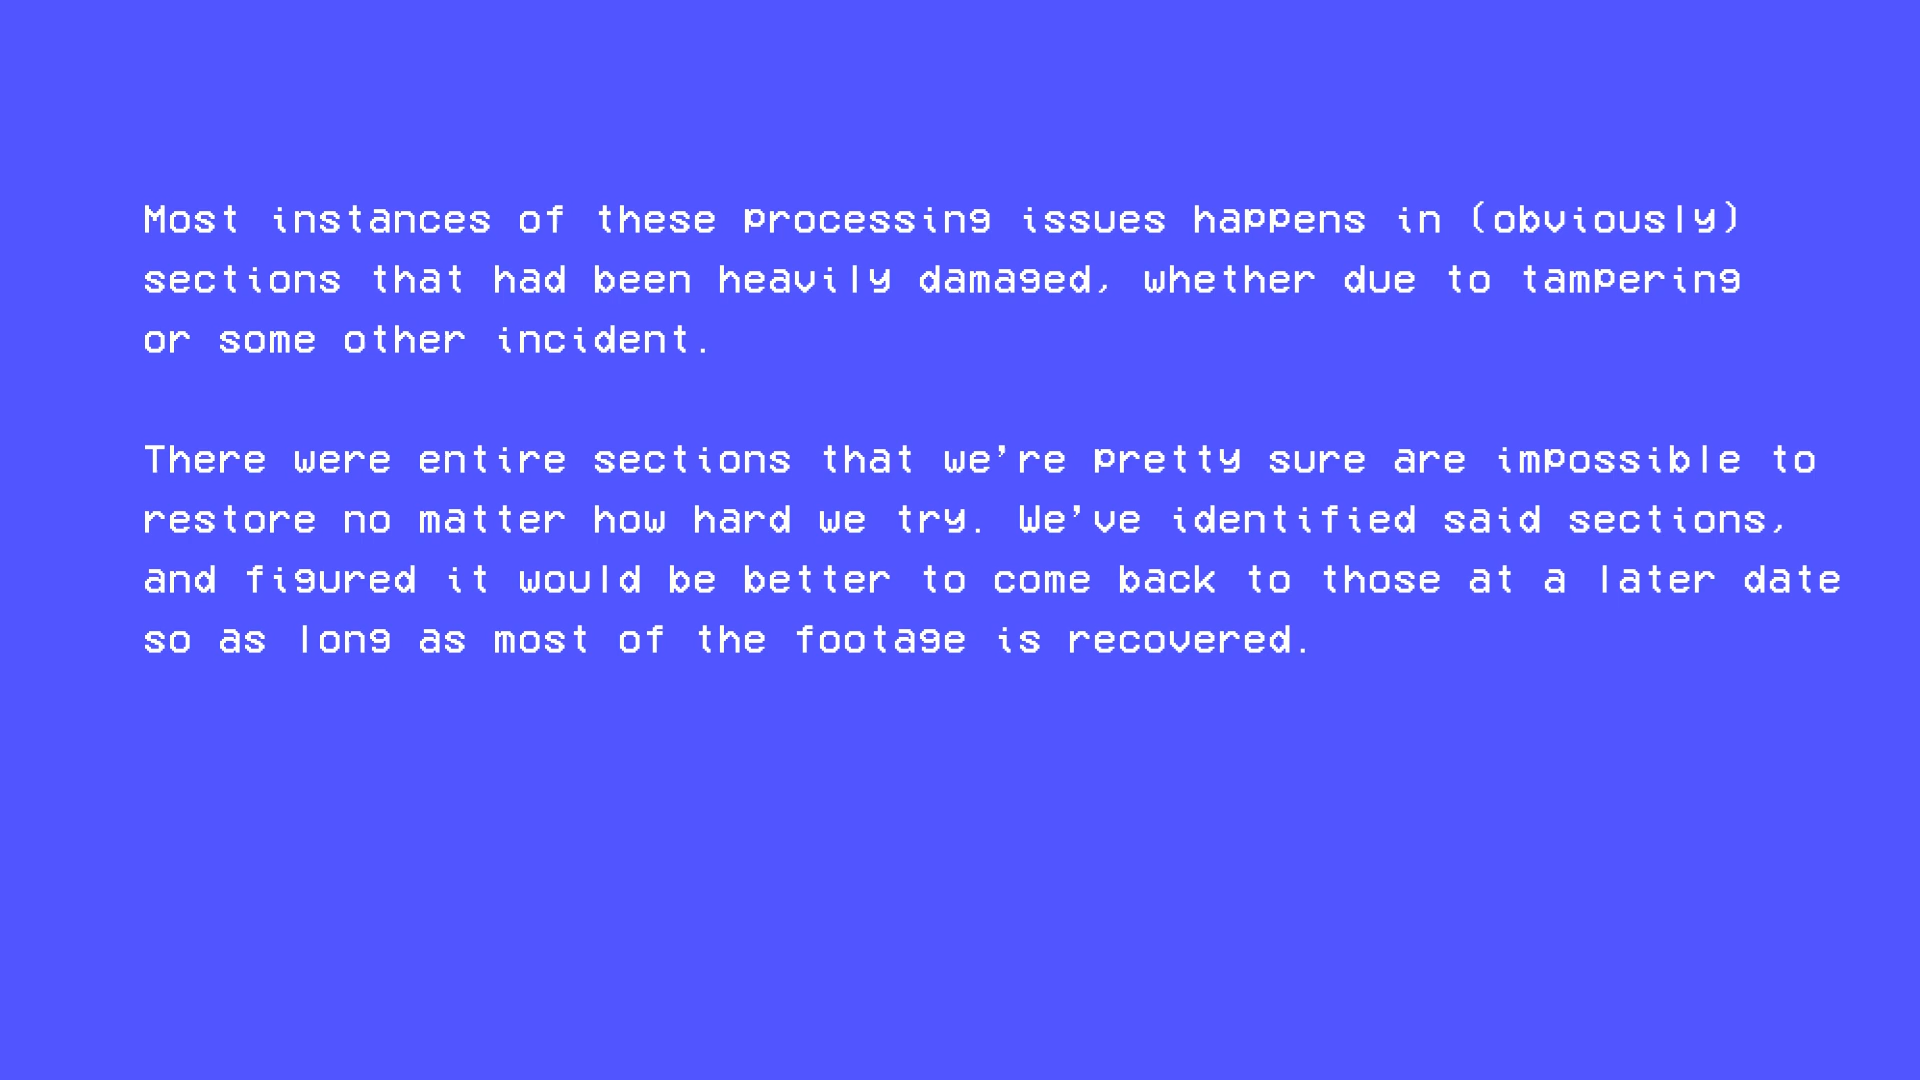 Most instances of these processing issues happens in (obviously)
sections that had been heavily damaged, whether due to tampering
or some other incident.
There were entire sections that we're pretty sure are impossible to
restore no matter how hard we try. We've identified said sections,
and figured it would be better to come back to those at a later date
so as long as most of the footage is recovered.